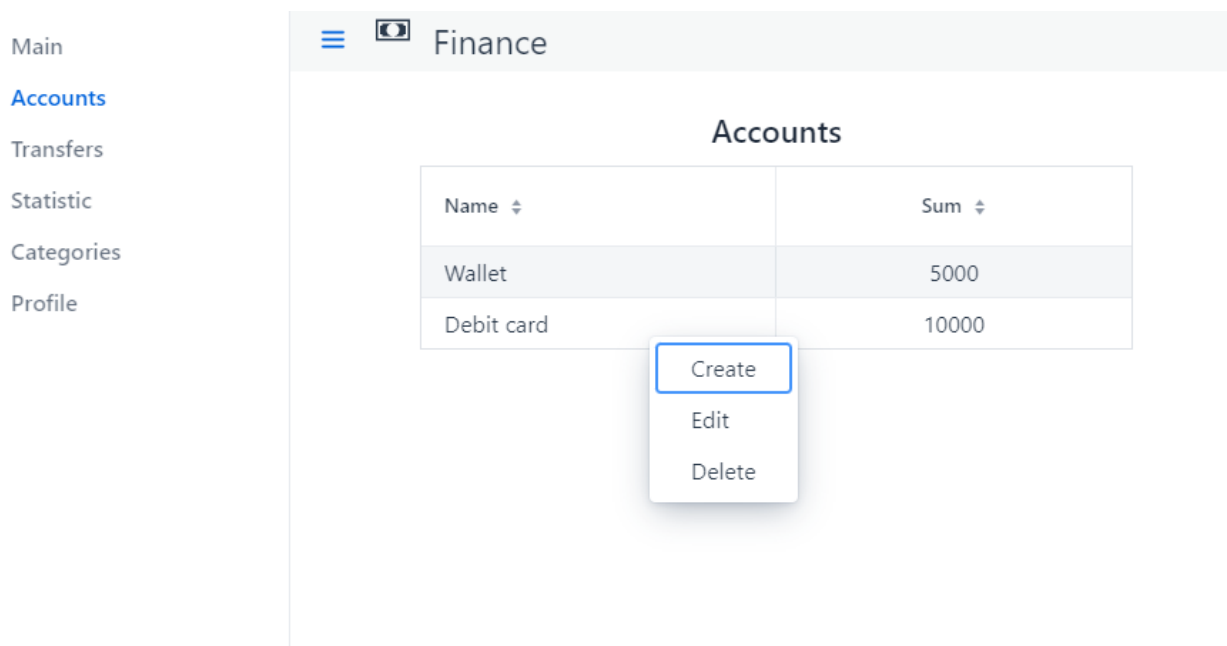 Main
Accounts
Transfers
Statistic
Categories
Profile
Finance
Accounts
Name Sum
Wallet 5000
Debit card 10000
Create
Edit
Delete